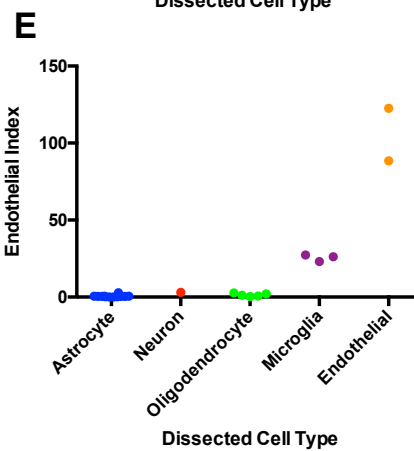 Dissected Cell Type
E
Endothelial Index
150
100
50
0
Astrocyte
Neuron
Oligodendrocyte
Microglia
Endothelial
Dissected Cell Type